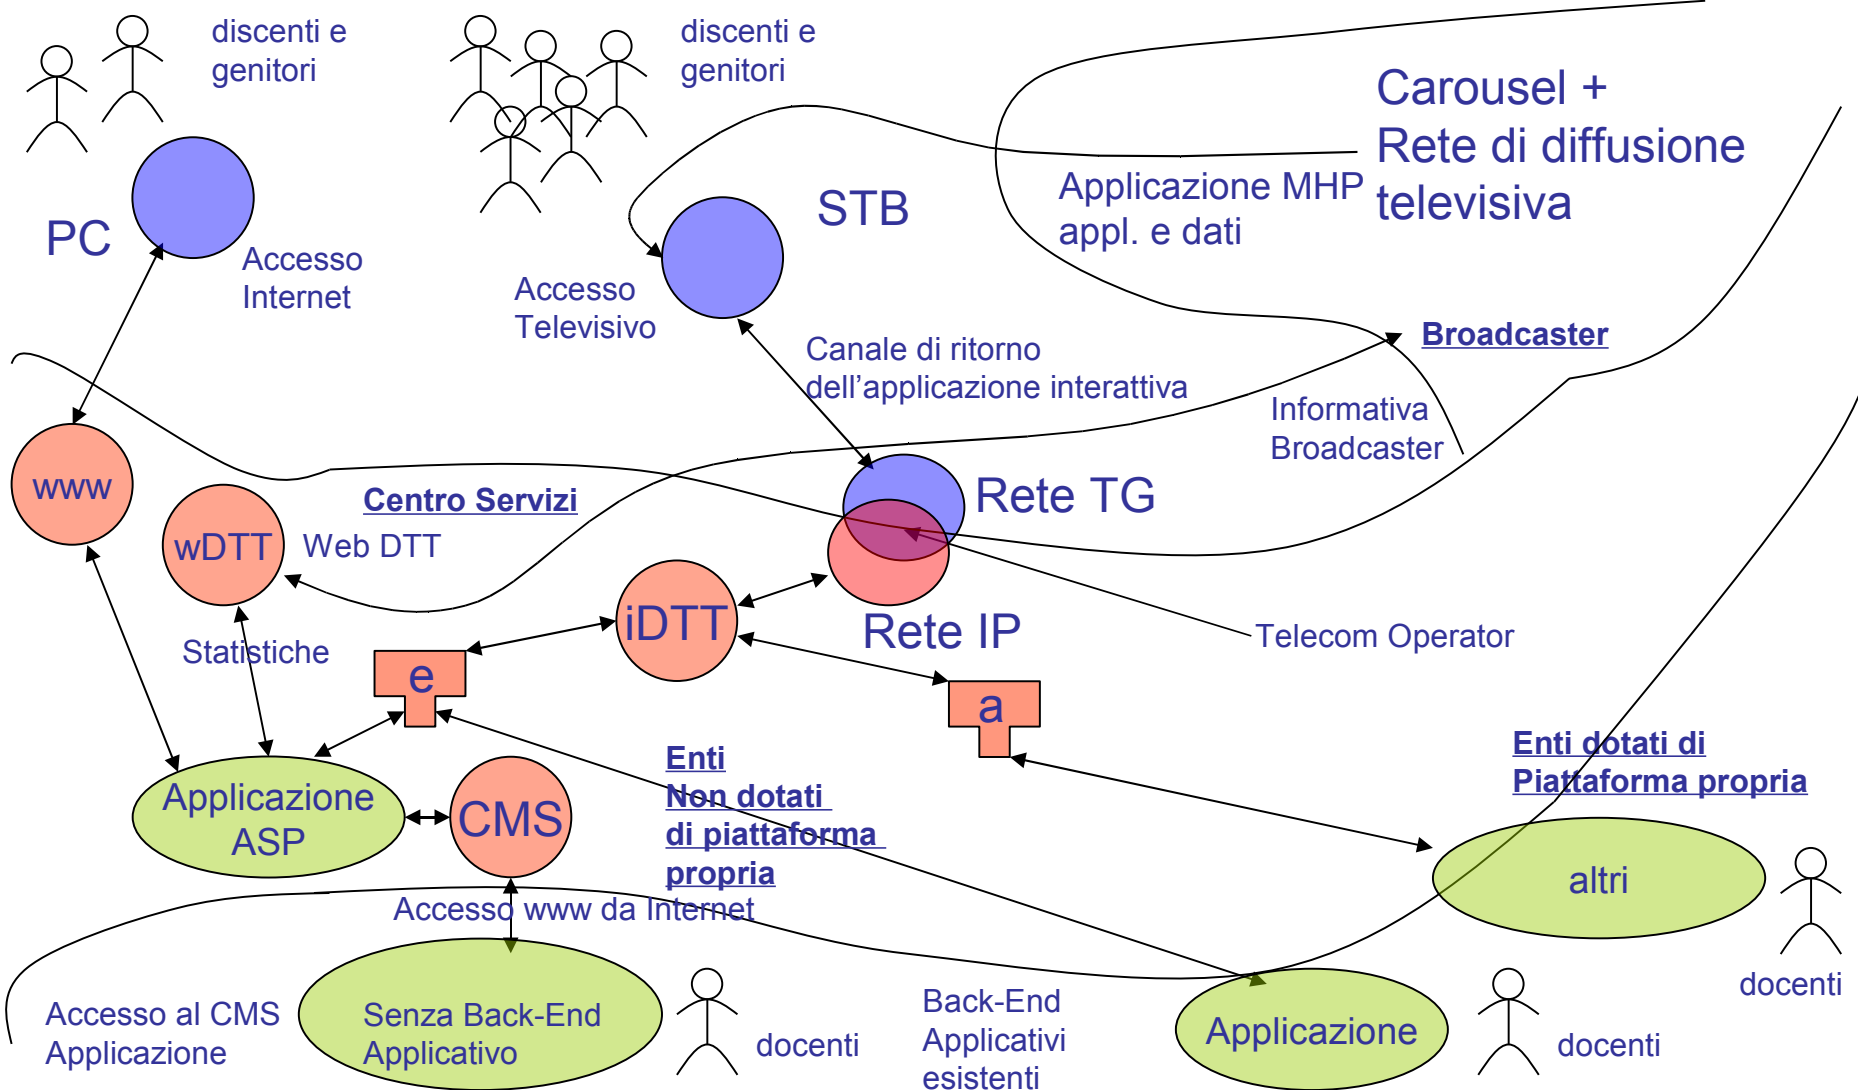 discenti e
genitori
discenti e
genitori
Carousel +
Rete di diffusione
televisiva
Applicazione MHP
appl. e dati
STB
PC
Accesso
Internet
Accesso
Televisivo
Canale di ritorno
dell’applicazione interattiva
Broadcaster
Informativa
Broadcaster
www
Centro Servizi
wDTT
Web DTT
Rete TG
iDTT
Rete IP
Telecom Operator
Statistiche
e
a
Enti
Non dotati
di piattaforma
propria
Enti dotati di
Piattaforma propria
Applicazione
ASP
CMS
altri
Accesso www da Internet
docenti
Accesso al CMS
Applicazione
Senza Back-End
Applicativo
docenti
Back-End
Applicativi
esistenti
Applicazione
docenti